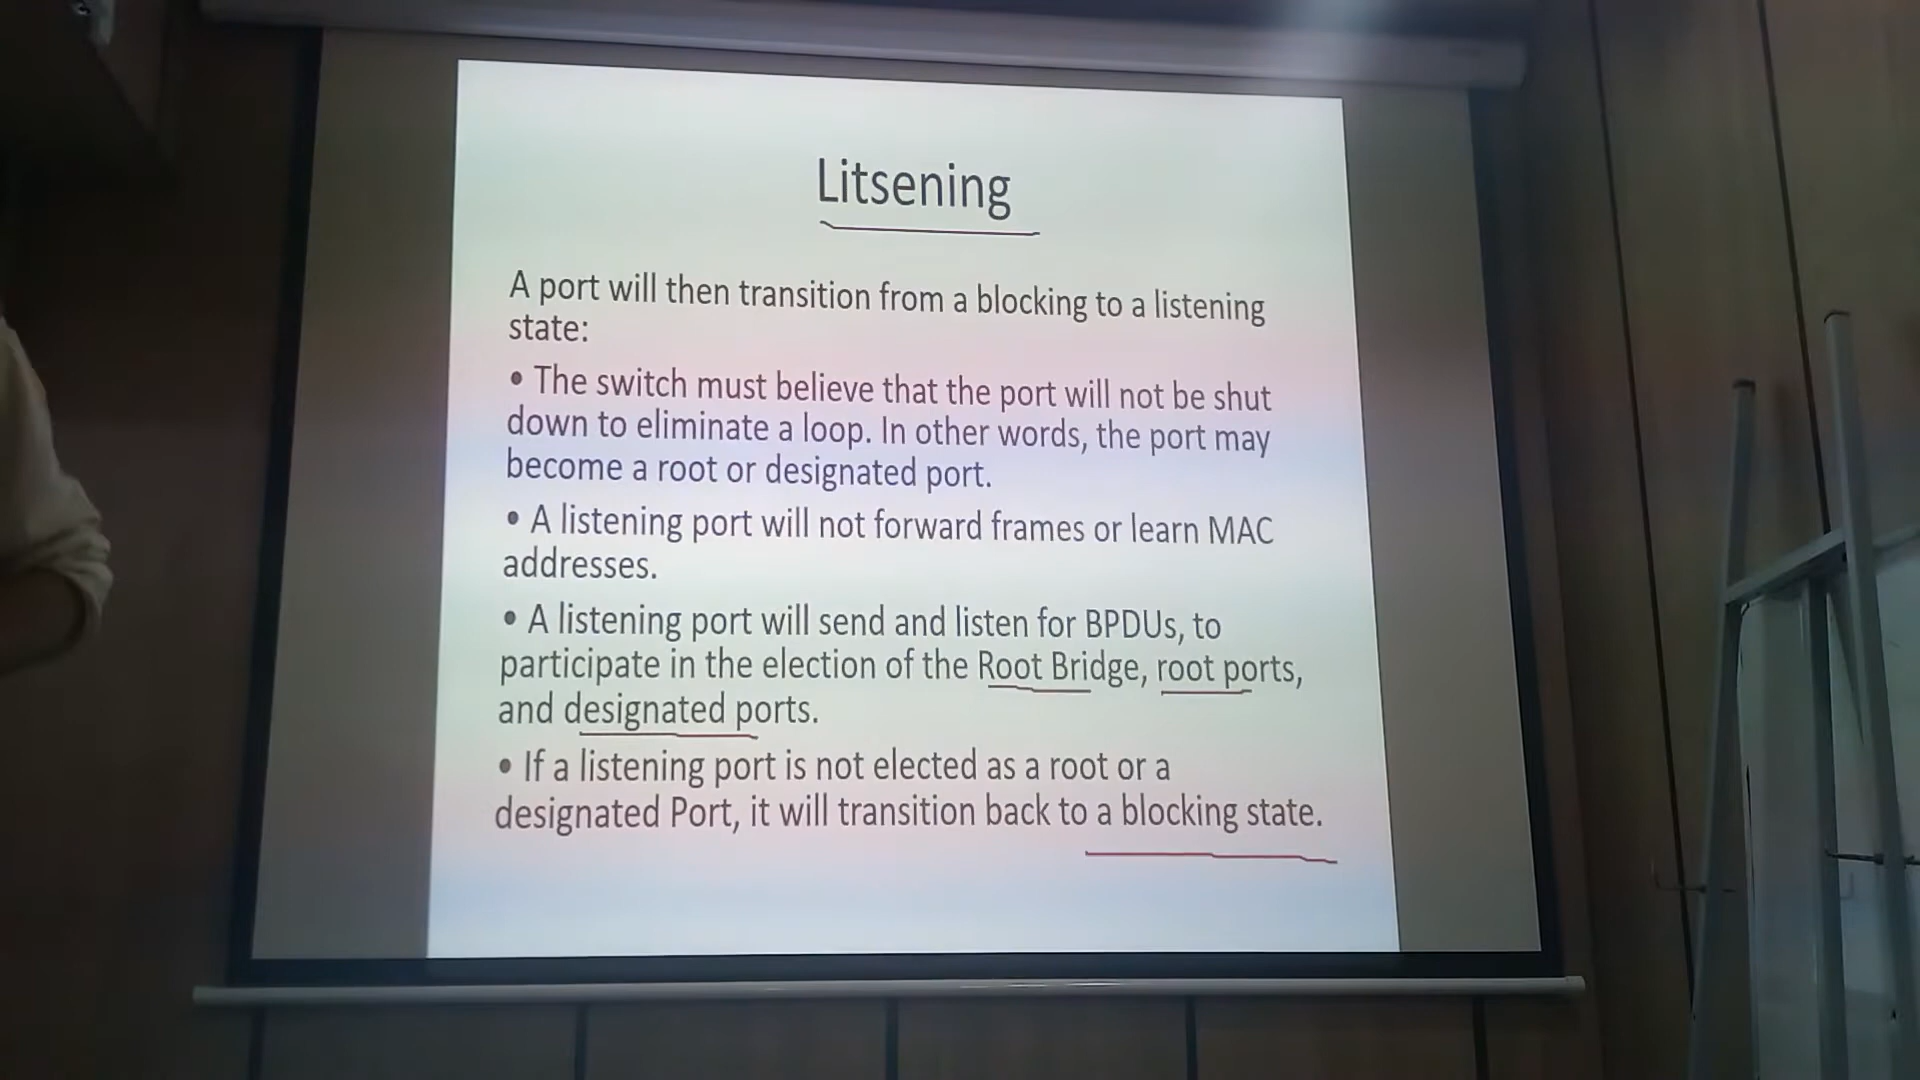 Litsening
A port will then transition from a blocking to a listening
state:
• The switch must believe that the port will not be shut
down to eliminate a loop. In other words, the port may
become a root or designated port.
• A listening port will not forward frames or learn MAC
addresses.
• A listening port will send and listen for BPDUs, to
participate in the election of the Root Bridge, root ports,
and designated ports.
• If a listening port is not elected as a root or a
designated Port, it will transition back to a blocking state.